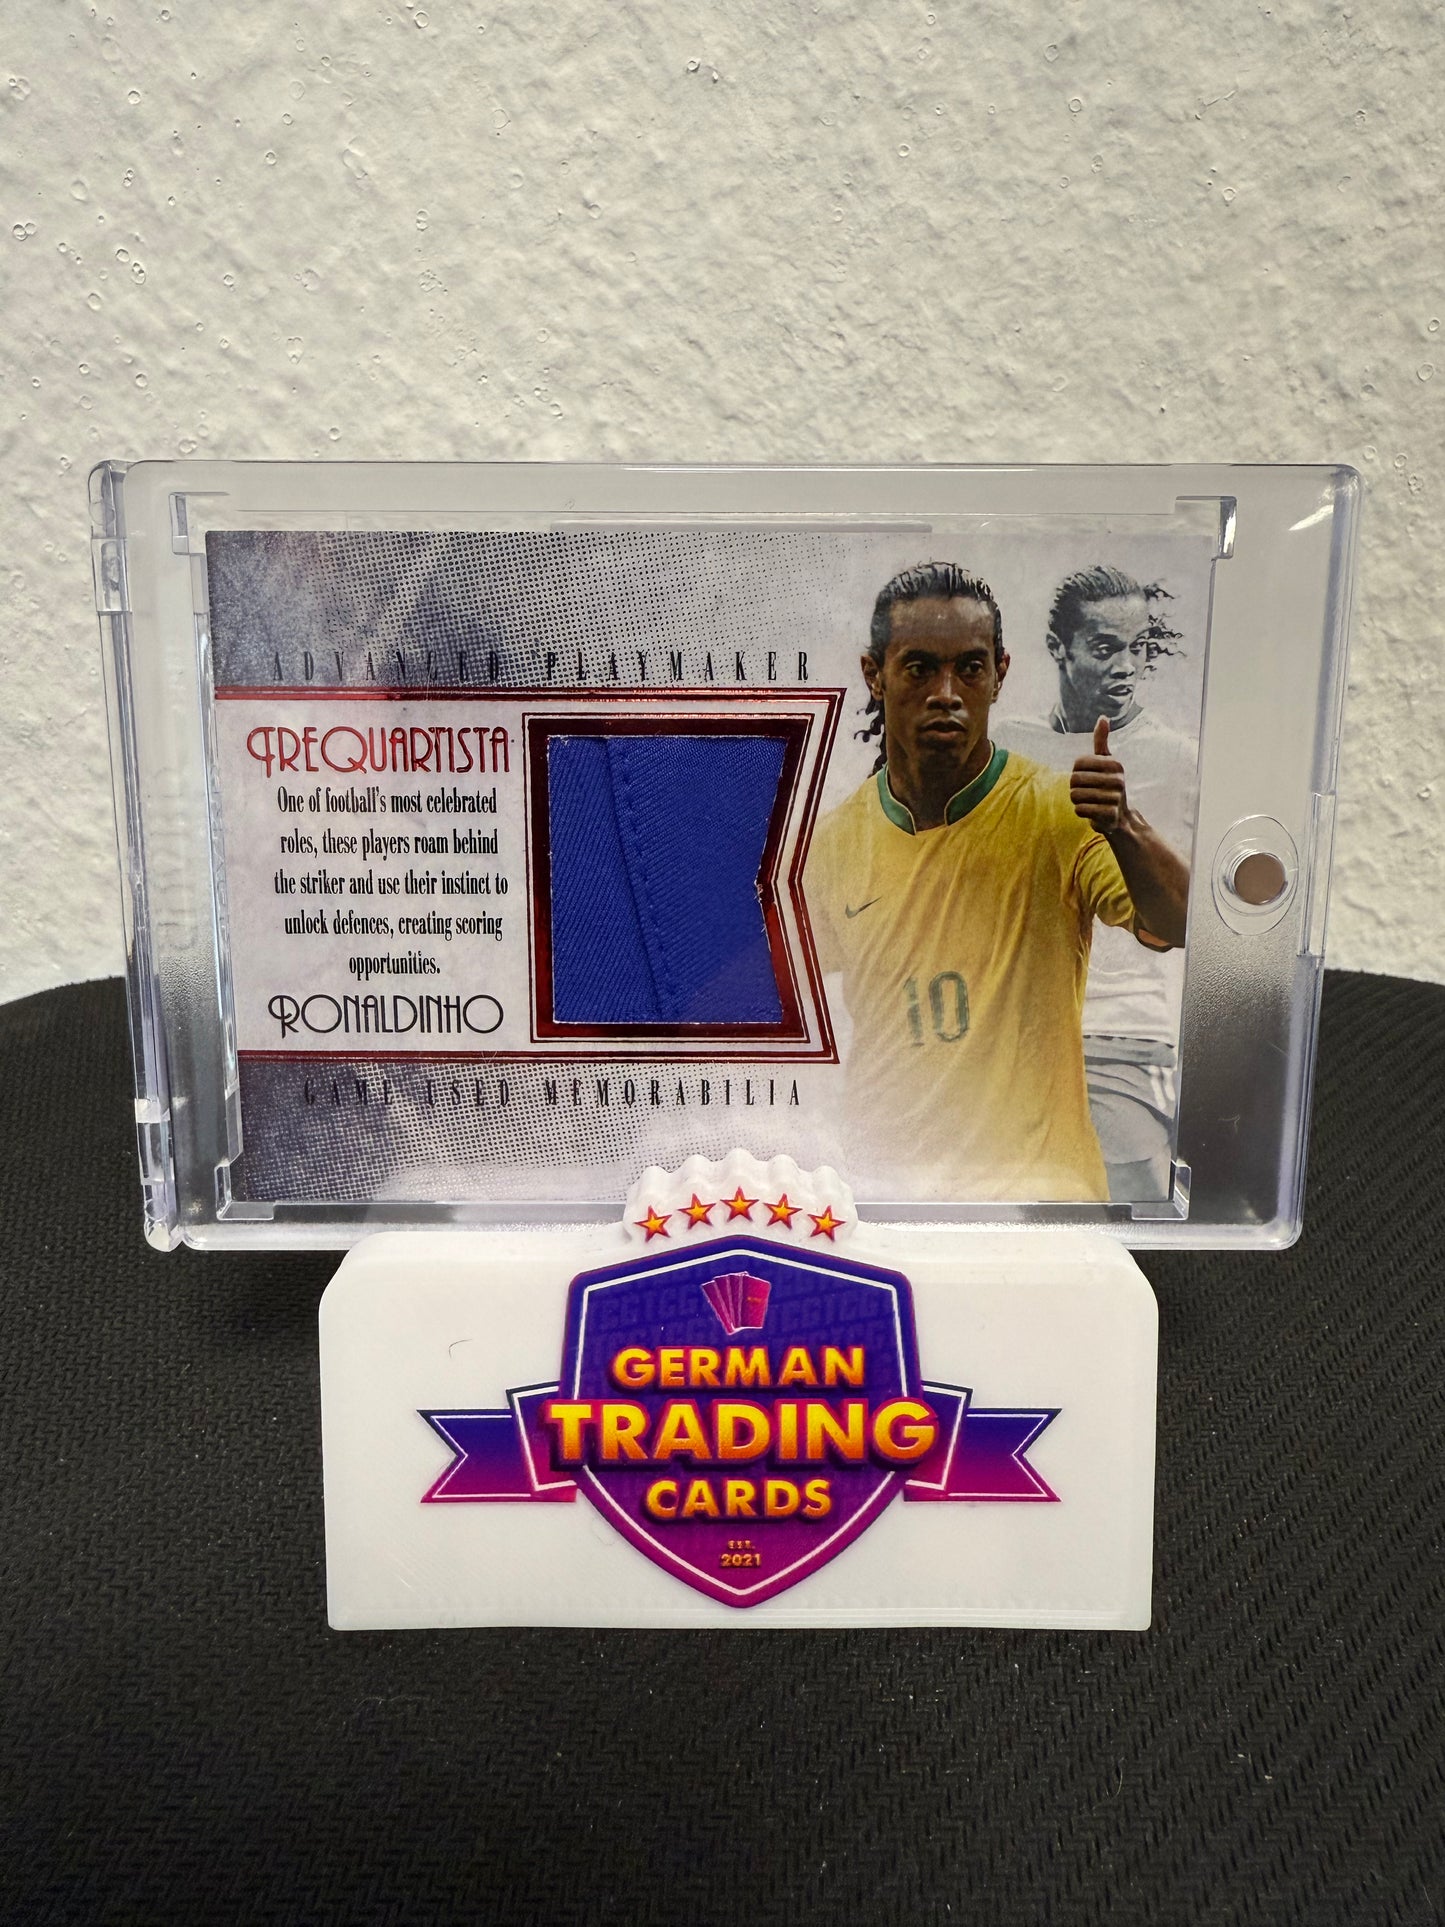 ADVANCED PLAYMAKER
TREQUARTISTA
One of football's most celebrated
roles, these players roam behind
the striker and use their instinct to
unlock defences, creating scoring
opportunities.
RONALDINHO
GAME USED MEMORABILIA
10
GERMAN
TRADING
CARDS
EST.
2021